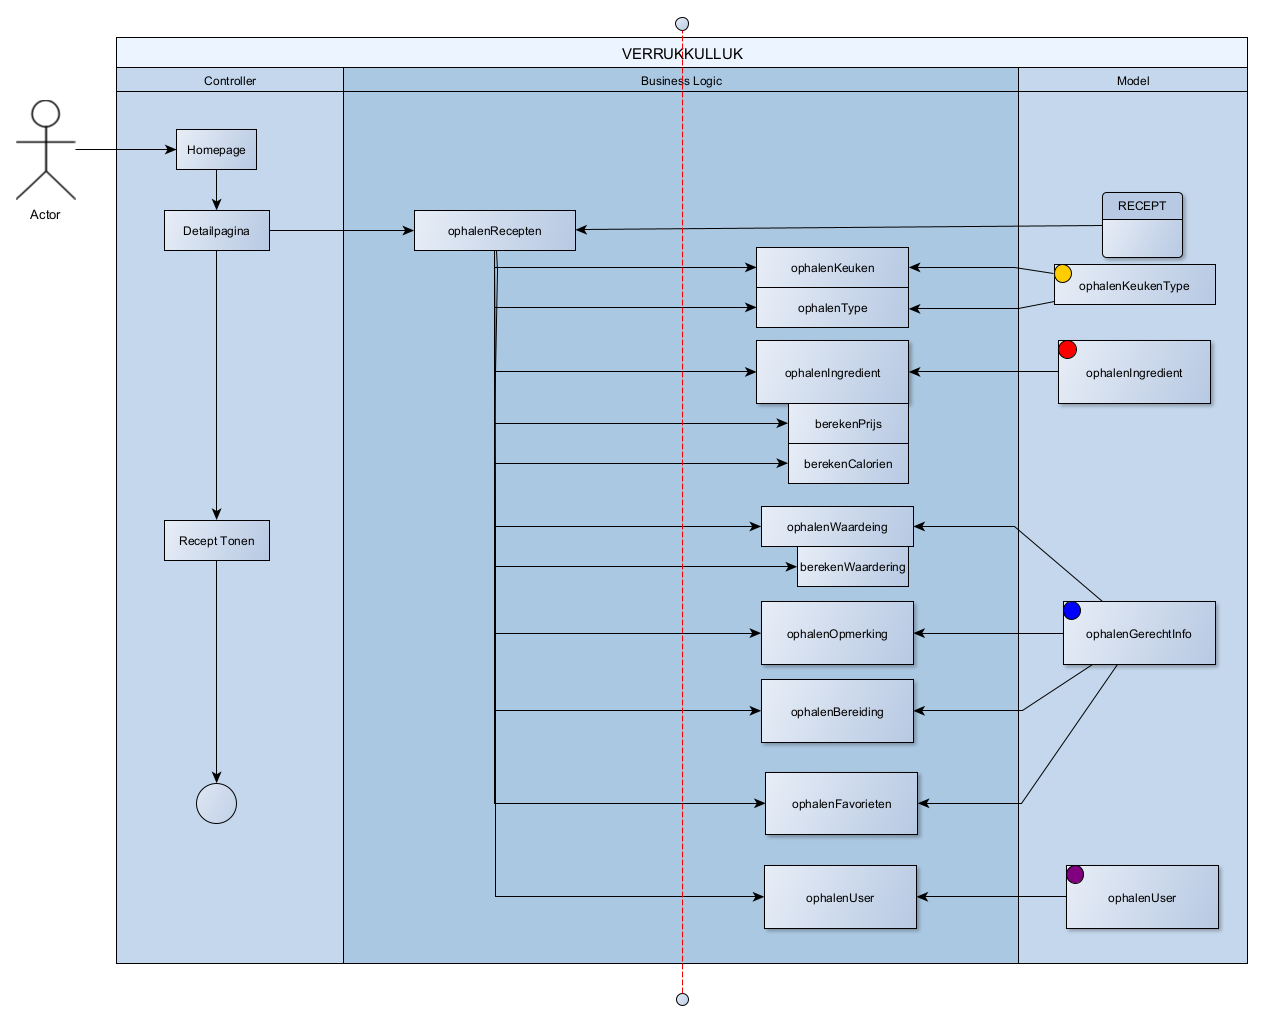 VERRUKKULLUK
Controller
Business Logic
Model
Actor
Homepage
Detailpagina
ophalenRecepten
RECEPT
ophalenKeuken
ophalenKeukenType
ophalenType
ophalenIngredient
ophalenIngredient
berekenPrijs
berekenCalorien
Recept Tonen
ophalenWaardeing
berekenWaardering
ophalenOpmerking
ophalenGerechtInfo
ophalenBereiding
ophalenFavorieten
ophalenUser
ophalenUser